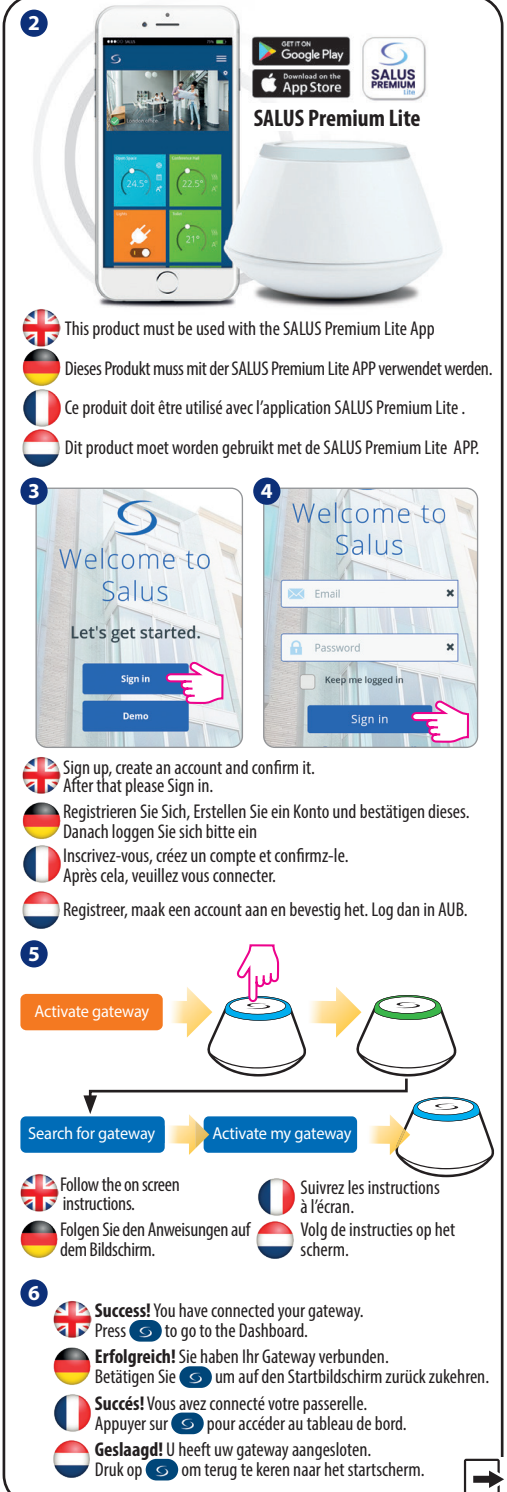 2
GET IT ON
Google Play
Download on the
App Store
SALUS
PREMIUM
Lite
SALUS Premium Lite
Open Space
Conference Hall
24.5°
22.5°
Lights
21°
This product must be used with the SALUS Premium Lite App
Dieses Produkt muss mit der SALUS Premium Lite APP verwendet werden.
Ce produit doit être utilisé avec l'application SALUS Premium Lite .
Dit product moet worden gebruikt met de SALUS Premium Lite APP.
3
Welcome to
Salus
Let's get started.
Sign in
Demo
4
Welcome to
Salus
Email
Password
Keep me logged in
Sign in
Sign up, create an account and confirm it.
After that please Sign in.
Registrieren Sie Sich, Erstellen Sie ein Konto und bestätigen dieses.
Danach loggen Sie sich bitte ein
Inscrivez-vous, créez un compte et confirmz-le.
Après cela, veuillez vous connecter.
Registreer, maak een account aan en bevestig het. Log dan in AUB.
5
Activate gateway
Search for gateway
Activate my gateway
Follow the on screen
instructions.
Folgen Sie den Anweisungen auf
dem Bildschirm.
Suivrez les instructions
à l'écran.
Volg de instructies op het
scherm.
6
Success! You have connected your gateway.
Press to go to the Dashboard.
Erfolgreich! Sie haben Ihr Gateway verbunden.
Betätigen Sie um auf den Startbildschirm zurück zukehren.
Succés! Vous avez connecté votre passerelle.
Appuyer sur pour accéder au tableau de bord.
Geslaagd! U heeft uw gateway aangesloten.
Druk op om terug te keren naar het startscherm.